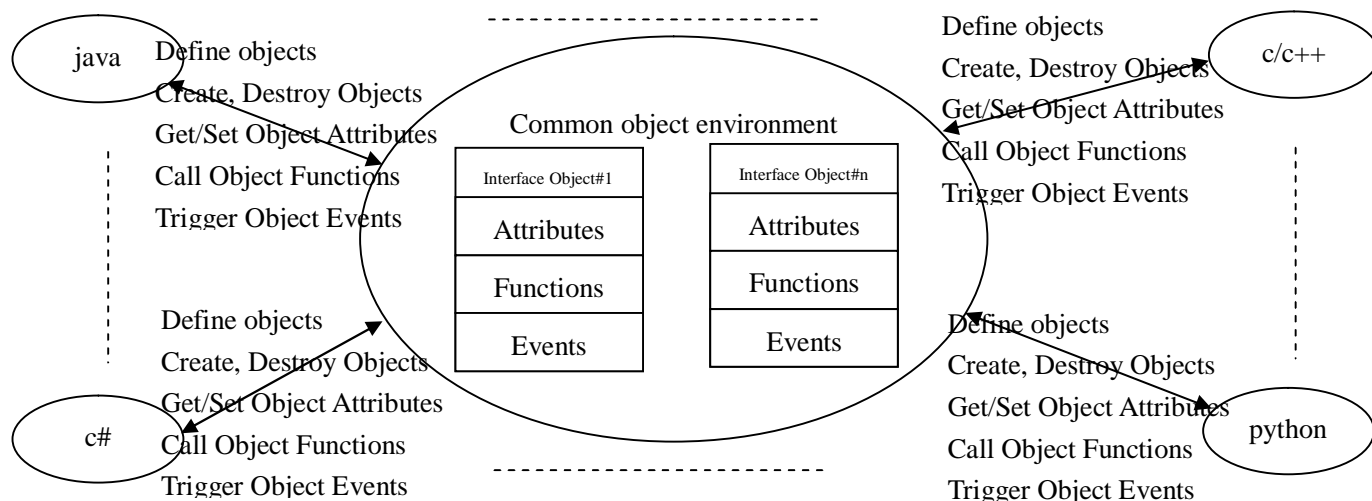 java
Define objects
Create, Destroy Objects
Get/Set Object Attributes
Call Object Functions
Trigger Object Events
Define objects
Create, Destroy Objects
Get/Set Object Attributes
Call Object Functions
Trigger Object Events
c/c++
Common object environment
Interface Object#1
Attributes
Functions
Events
Interface Object#n
Attributes
Functions
Events
c#
Define objects
Create, Destroy Objects
Get/Set Object Attributes
Call Object Functions
Trigger Object Events
Define objects
Create, Destroy Objects
Get/Set Object Attributes
Call Object Functions
Trigger Object Events
python